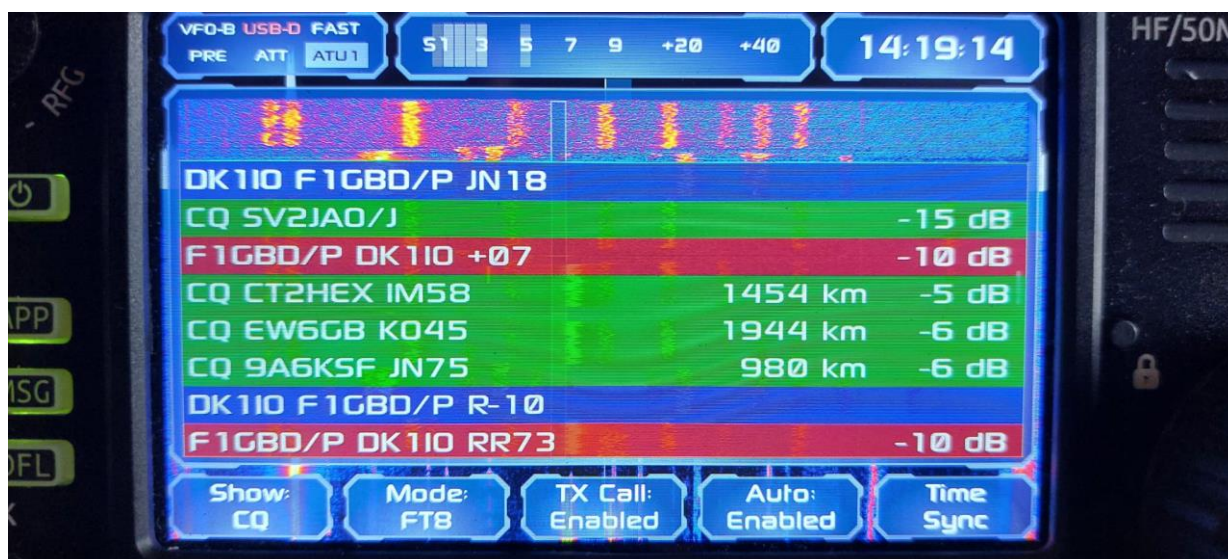 VFO-B USB-D FAST
PRE ATT ATU1
S1 3 5 7 9 +20 +40
14:19:14
HF/50M
RFG
DK1IO F1GBD/P JN18
CQ SV2JAO/J -15 dB
F1GBD/P DK1IO +07 -10 dB
CQ CT2HEX IM58 1454 km -5 dB
CQ EW6GB KO45 1944 km -6 dB
CQ 9A6KSF JN75 980 km -6 dB
DK1IO F1GBD/P R-10
F1GBD/P DK1IO RR73 -10 dB
APP
MSG
DFL
Show: CQ
Mode: FT8
TX Call: Enabled
Auto: Enabled
Time Sync